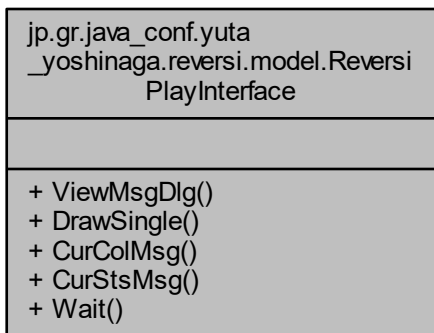 jp.gr.java_conf.yuta
_yoshinaga.reversi.model.Reversi
PlayInterface
+ ViewMsgDlg()
+ DrawSingle()
+ CurColMsg()
+ CurStsMsg()
+ Wait()